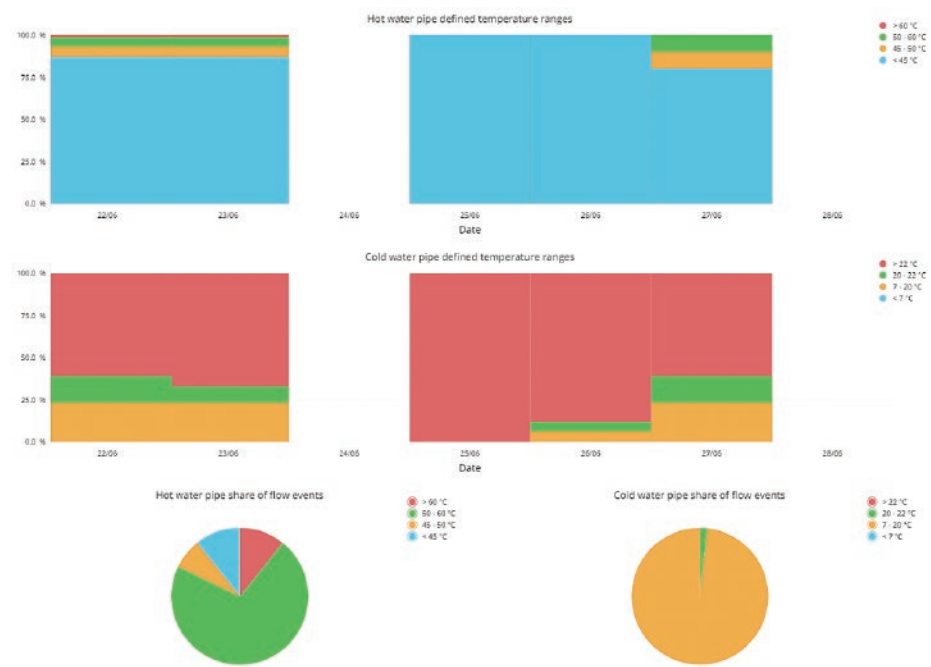 Hot water pipe defined temperature ranges
> 60 °C
50 - 60 °C
45 - 50 °C
< 45 °C
100.0 %
75.0 %
50.0 %
25.0 %
0.0 %
22/06 23/06 24/06 25/06 26/06 27/06 28/06
Date
Cold water pipe defined temperature ranges
> 22 °C
20 - 22 °C
7 - 20 °C
< 7 °C
100.0 %
75.0 %
50.0 %
25.0 %
0.0 %
22/06 23/06 24/06 25/06 26/06 27/06 28/06
Date
Hot water pipe share of flow events
> 60 °C
50 - 60 °C
45 - 50 °C
< 45 °C
Cold water pipe share of flow events
> 22 °C
20 - 22 °C
7 - 20 °C
< 7 °C